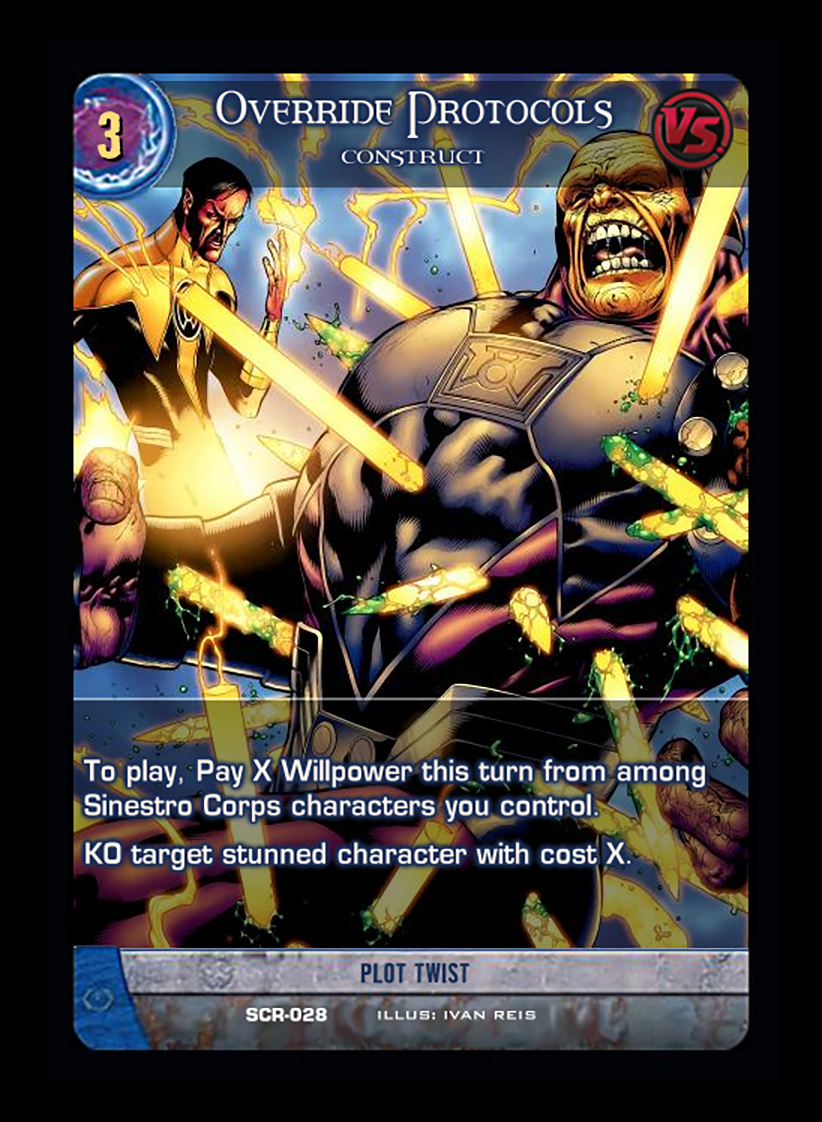 3
Override Protocols
VS.
CONSTRUCT
To play, Pay X Willpower this turn from among
Sinestro Corps characters you control.
KO target stunned character with cost X.
PLOT TWIST
SCR-028 ILLUS: IVAN REIS